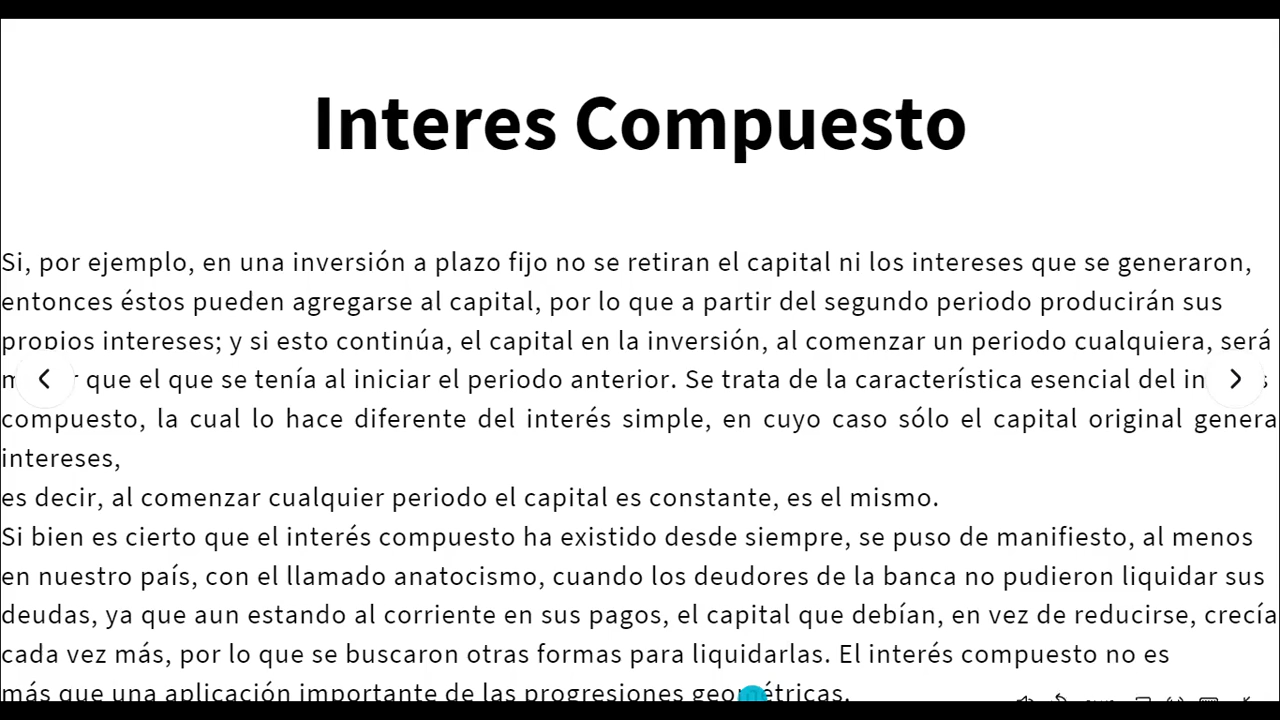 Interes Compuesto
Si, por ejemplo, en una inversión a plazo fijo no se retiran el capital ni los intereses que se generaron,
entonces éstos pueden agregarse al capital, por lo que a partir del segundo periodo producirán sus
propios intereses; y si esto continúa, el capital en la inversión, al comenzar un periodo cualquiera, será
que el que se tenía al iniciar el periodo anterior. Se trata de la característica esencial del
compuesto, la cual lo hace diferente del interés simple, en cuyo caso sólo el capital original genera
intereses,
es decir, al comenzar cualquier periodo el capital es constante, es el mismo.
Si bien es cierto que el interés compuesto ha existido desde siempre, se puso de manifiesto, al menos
en nuestro país, con el llamado anatocismo, cuando los deudores de la banca no pudieron liquidar sus
deudas, ya que aun estando al corriente en sus pagos, el capital que debían, en vez de reducirse, crecía
cada vez más, por lo que se buscaron otras formas para liquidarlas. El interés compuesto no es
más que una aplicación importante de las progresiones geométricas.